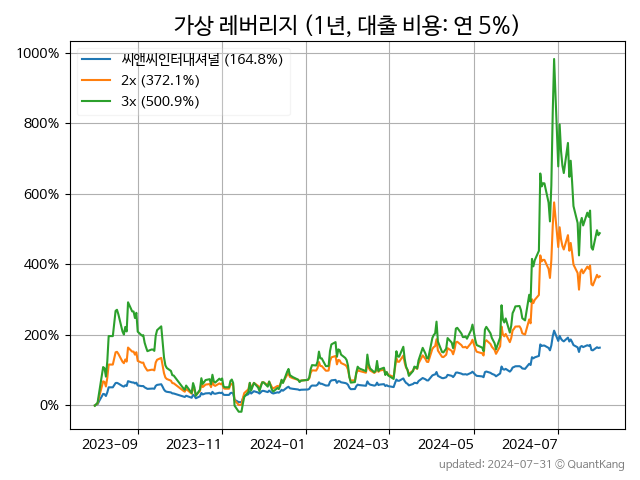 가상 레버리지 (1년, 대출 비용: 연 5%)
씨앤씨인터내셔널 (164.8%)
2x (372.1%)
3x (500.9%)
1000%
800%
600%
400%
200%
0%
2023-09 2023-11 2024-01 2024-03 2024-05 2024-07
updated: 2024-07-31 © QuantKang